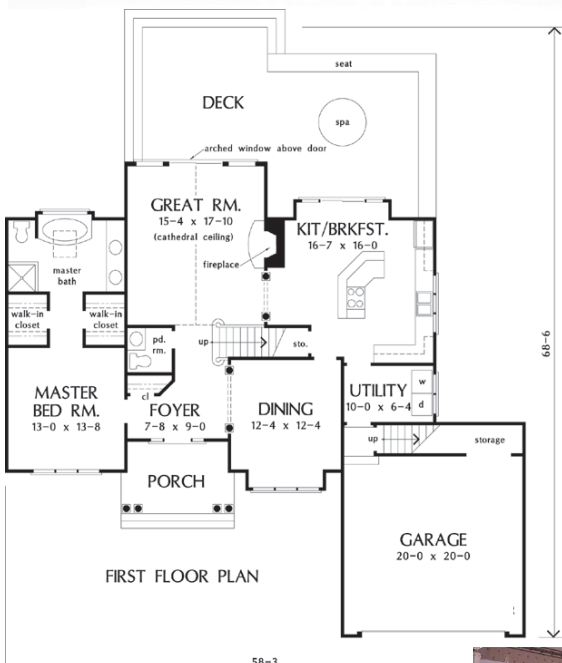 seat
DECK
spa
arched window above door
GREAT RM.
15-4 x 17-10
(cathedral ceiling)
fireplace
KIT/BRKFST.
16-7 x 16-0
master
bath
walk-in
closet
walk-in
closet
pd.
rm.
up
sto.
68-6
MASTER
BED RM.
13-0 x 13-8
cl
FOYER
7-8 x 9-0
DINING
12-4 x 12-4
UTILITY
10-0 x 6-4
w
d
up
storage
PORCH
GARAGE
20-0 x 20-0
FIRST FLOOR PLAN
58-3